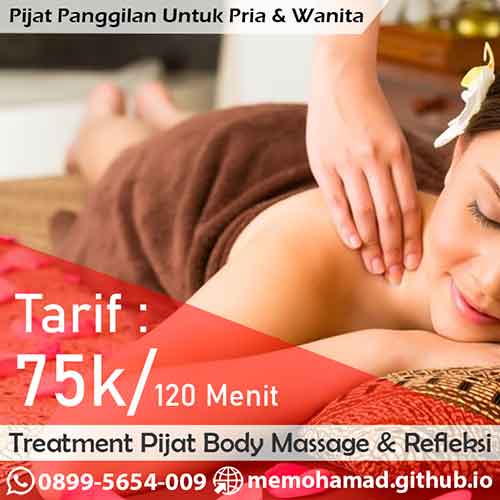 Pijat Panggilan Untuk Pria & Wanita
Tarif :
75k/120 Menit
Treatment Pijat Body Massage & Refleksi
0899-5654-009 memohamad.github.io